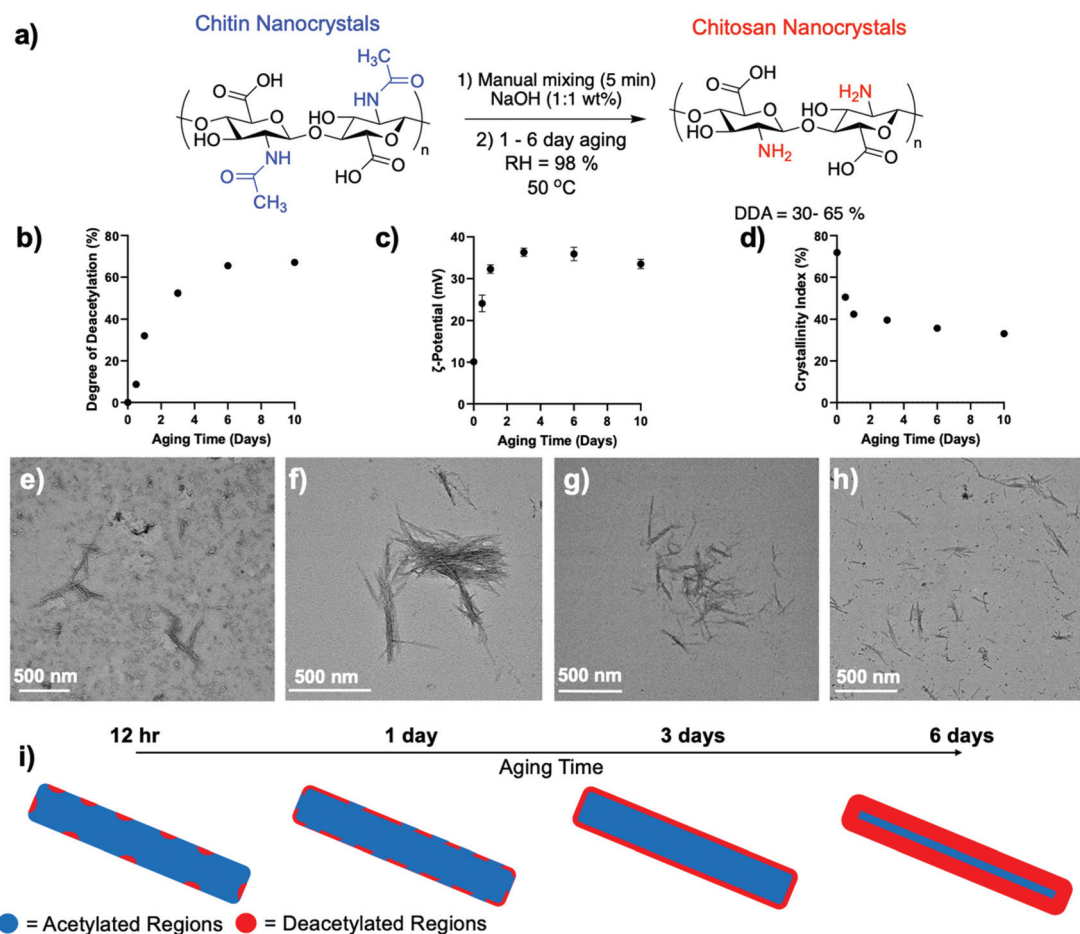 a)
Chitin Nanocrystals
Chitosan Nanocrystals
H₃C
O
OH
HN
O
HO
O
O
HO
O
O
n
NH
O
HO
O
CH₃
1) Manual mixing (5 min)
NaOH (1:1 wt%)
2) 1 - 6 day aging
RH = 98 %
50 °C
O
OH
H₂N
O
HO
O
O
HO
O
O
n
NH₂
HO
O
DDA = 30- 65 %
b)
Degree of Deacetylation (%)
80
60
40
20
0
0 2 4 6 8 10
Aging Time (Days)
c)
ζ-Potential (mV)
40
30
20
10
0
0 2 4 6 8 10
Aging Time (Days)
d)
Crystallinity Index (%)
80
60
40
20
0
0 2 4 6 8 10
Aging Time (Days)
e)
500 nm
f)
500 nm
g)
500 nm
h)
500 nm
12 hr 1 day 3 days 6 days
Aging Time
i)
= Acetylated Regions = Deacetylated Regions